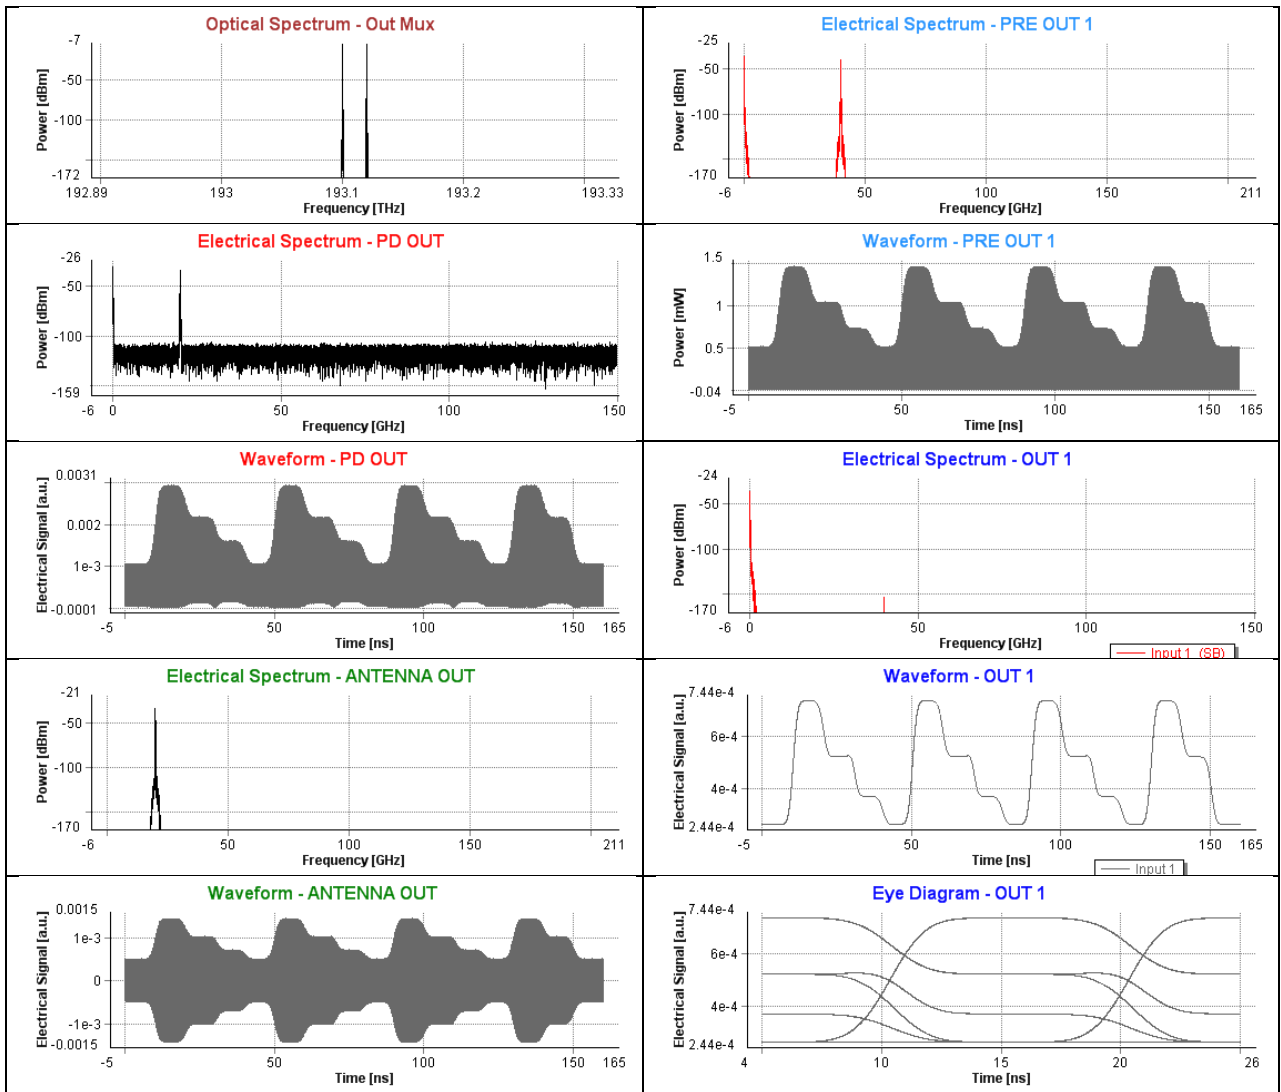 Optical Spectrum - Out Mux
Power [dBm]
-7
-50
-100
-172
192.89 193 193.1 193.2 193.33
Frequency [THz]
Electrical Spectrum - PRE OUT 1
Power [dBm]
-25
-50
-100
-170
-6 50 100 150 211
Frequency [GHz]
Electrical Spectrum - PD OUT
Power [dBm]
-26
-50
-100
-159
-6 0 50 100 150
Frequency [GHz]
Waveform - PRE OUT 1
Power [mW]
1.5
1
0.5
-0.04
-5 50 100 150 165
Time [ns]
Waveform - PD OUT
Electrical Signal [a.u.]
0.0031
0.002
1e-3
-0.0001
-5 50 100 150 165
Time [ns]
Electrical Spectrum - OUT 1
Power [dBm]
-24
-50
-100
-170
-6 0 50 100 150
Frequency [GHz]
Input 1 (SB)
Electrical Spectrum - ANTENNA OUT
Power [dBm]
-21
-50
-100
-170
-6 50 100 150 211
Frequency [GHz]
Waveform - OUT 1
Electrical Signal [a.u.]
7.44e-4
6e-4
4e-4
2.44e-4
-5 50 100 150 165
Time [ns]
Input 1
Waveform - ANTENNA OUT
Electrical Signal [a.u.]
0.0015
1e-3
0
-1e-3
-0.0015
-5 50 100 150 165
Time [ns]
Eye Diagram - OUT 1
Electrical Signal [a.u.]
7.44e-4
6e-4
4e-4
2.44e-4
4 10 15 20 26
Time [ns]